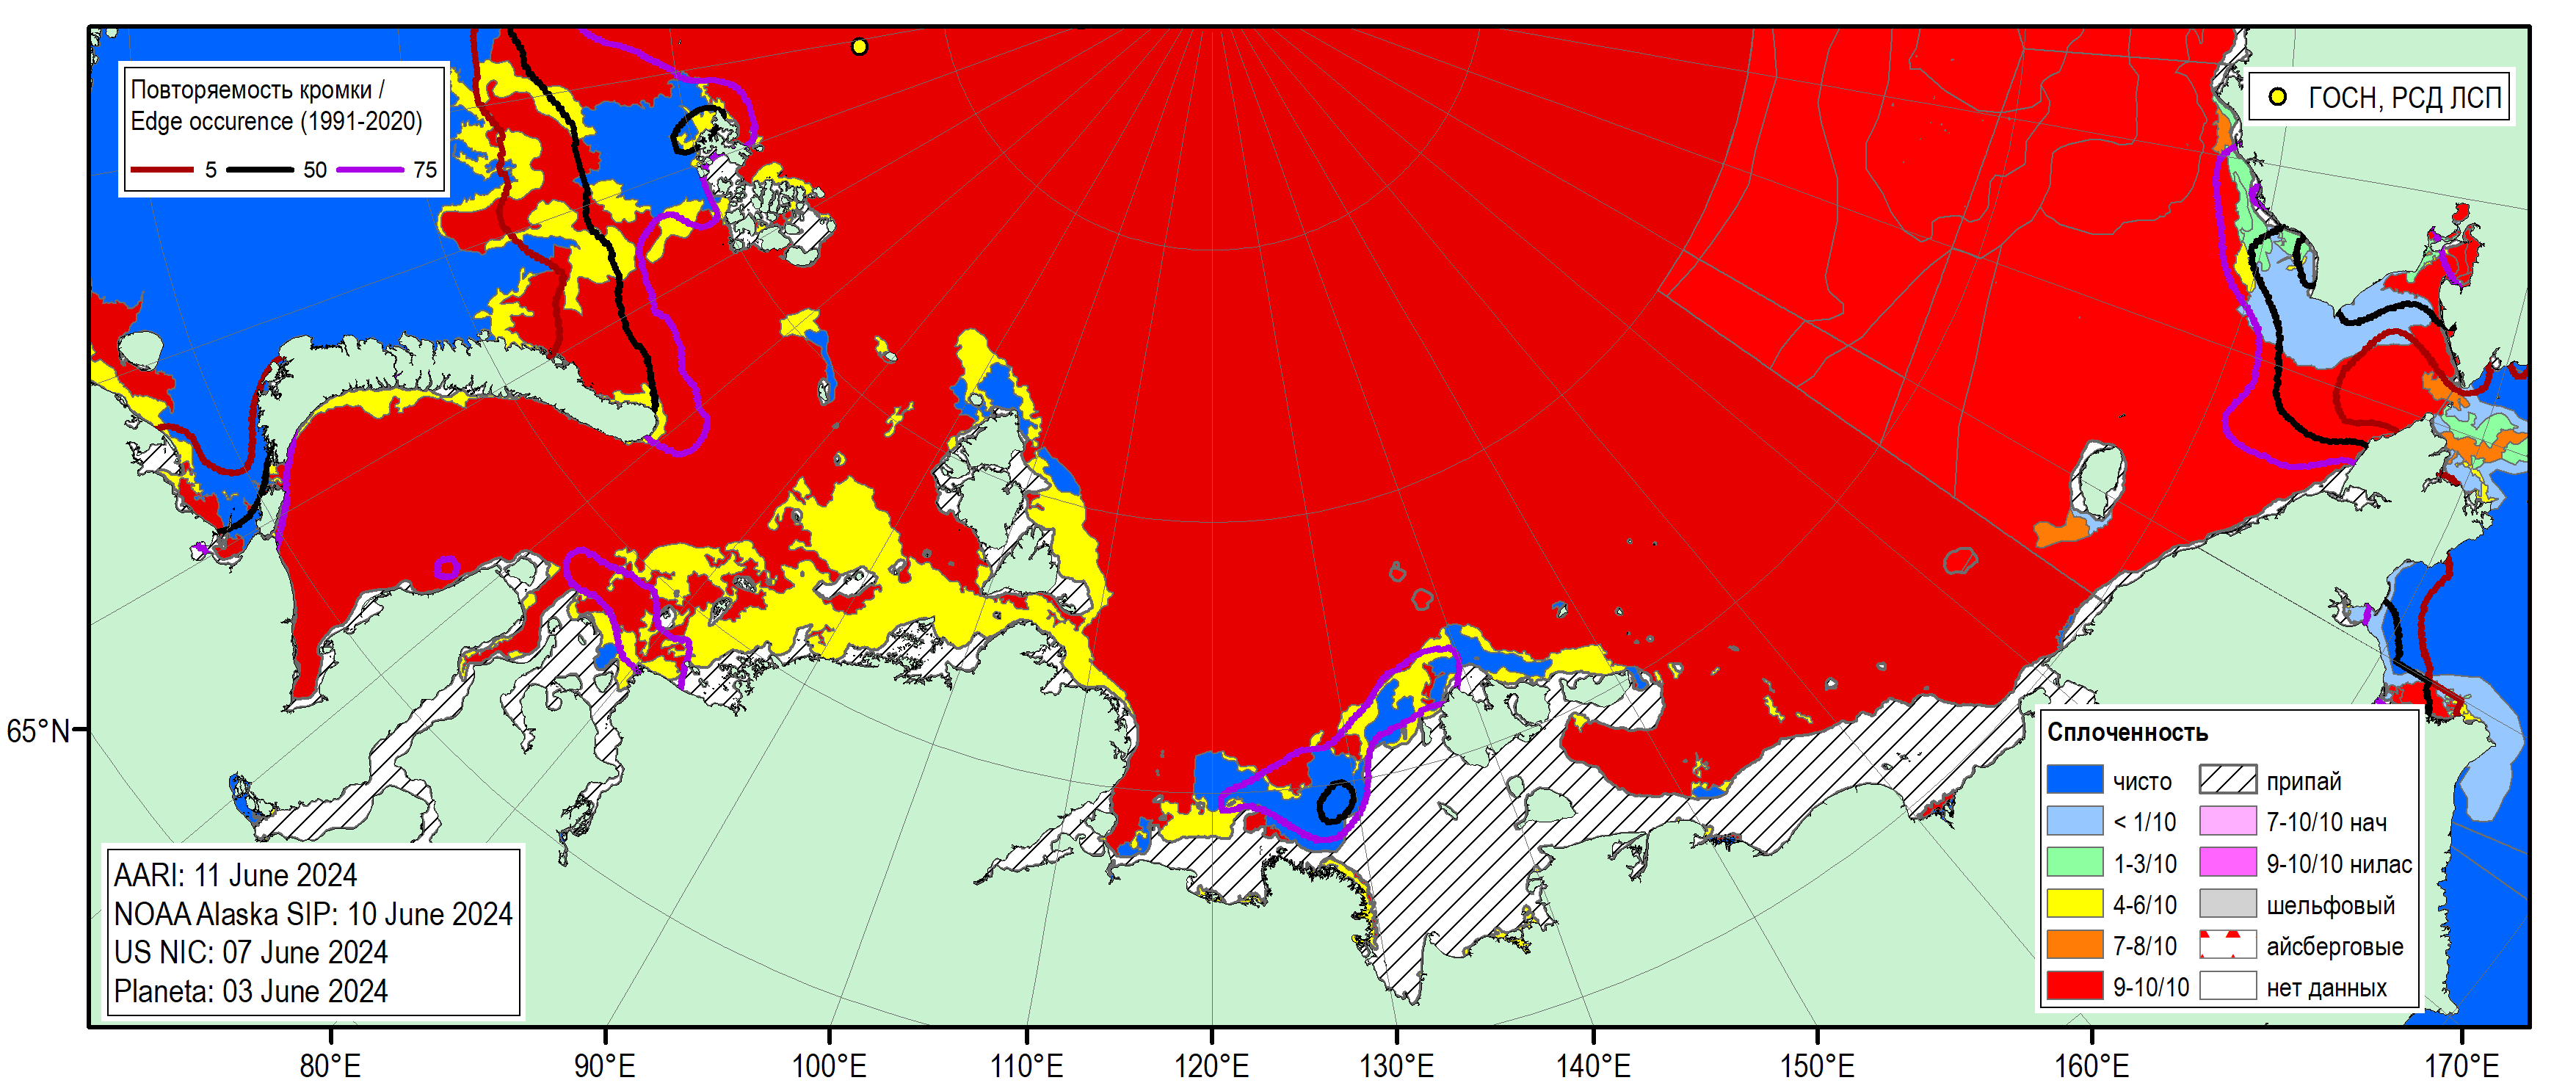 Повторяемость кромки /
Edge occurence (1991-2020)
5 50 75
ГОСН, РСД ЛСП
65°N
Сплоченность
чисто припай
< 1/10 7-10/10 нач
1-3/10 9-10/10 нилас
4-6/10 шельфовый
7-8/10 айсберговые
9-10/10 нет данных
AARI: 11 June 2024
NOAA Alaska SIP: 10 June 2024
US NIC: 07 June 2024
Planeta: 03 June 2024
80°E 90°E 100°E 110°E 120°E 130°E 140°E 150°E 160°E 170°E